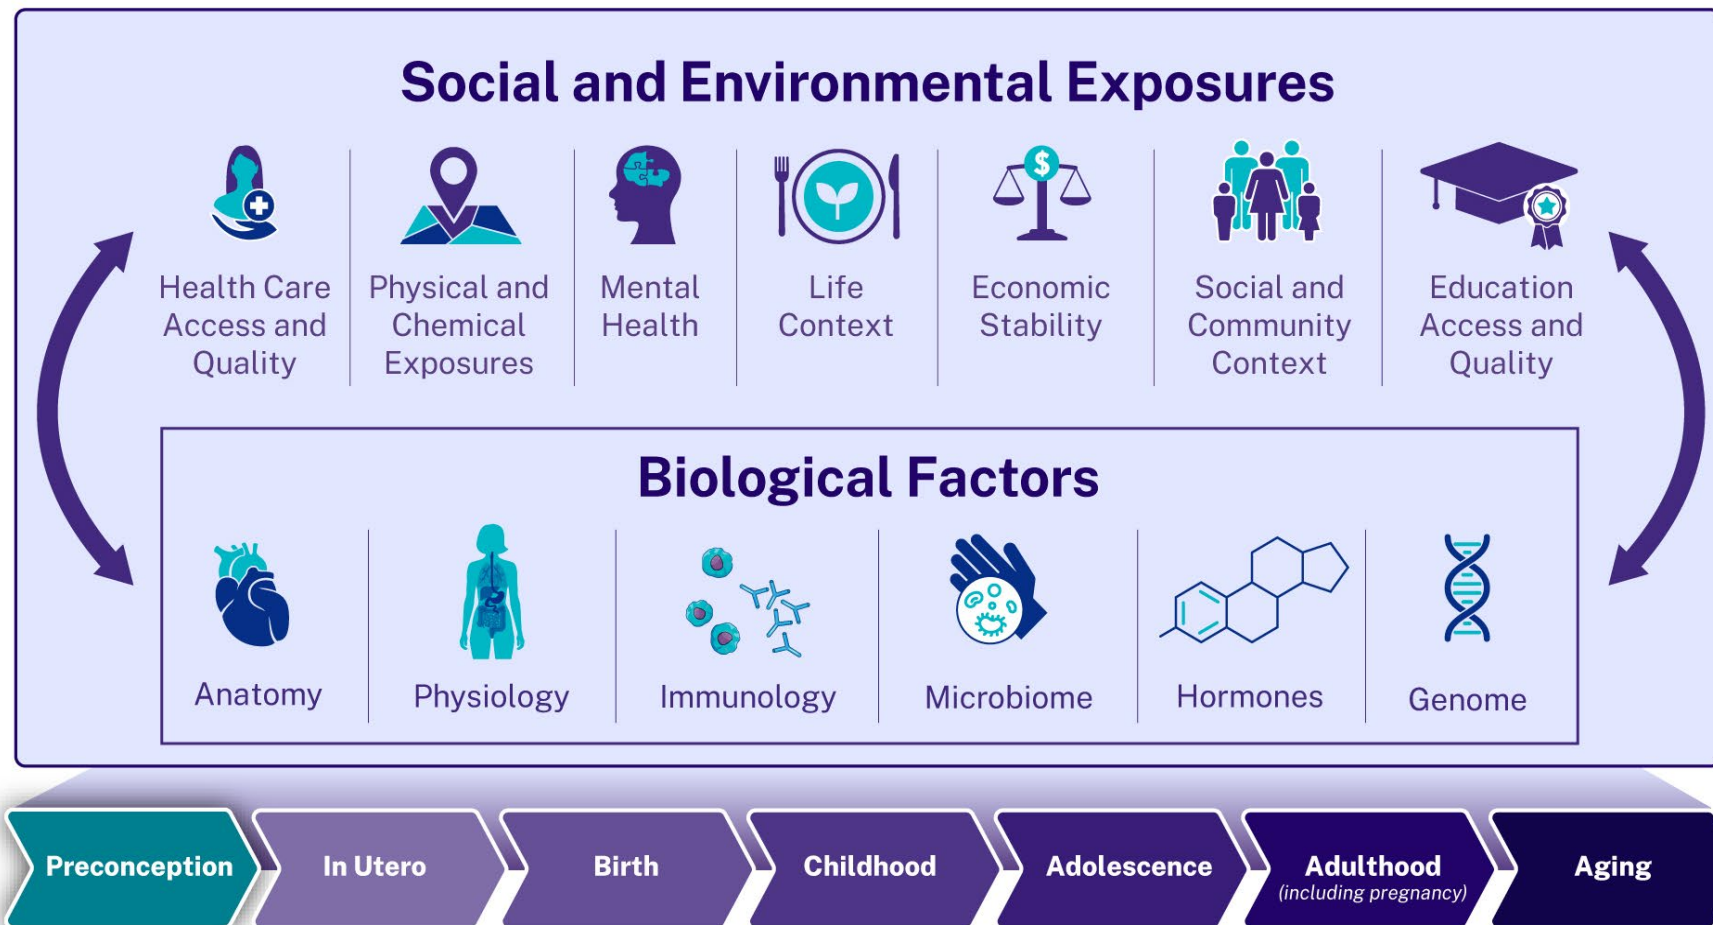 Social and Environmental Exposures
$
Health Care
Access and
Quality
Physical and
Chemical
Exposures
Mental
Health
Life
Context
Economic
Stability
Social and
Community
Context
Education
Access and
Quality
Biological Factors
Anatomy
Physiology
Immunology
Microbiome
Hormones
Genome
Preconception
In Utero
Birth
Childhood
Adolescence
Adulthood
(including pregnancy)
Aging